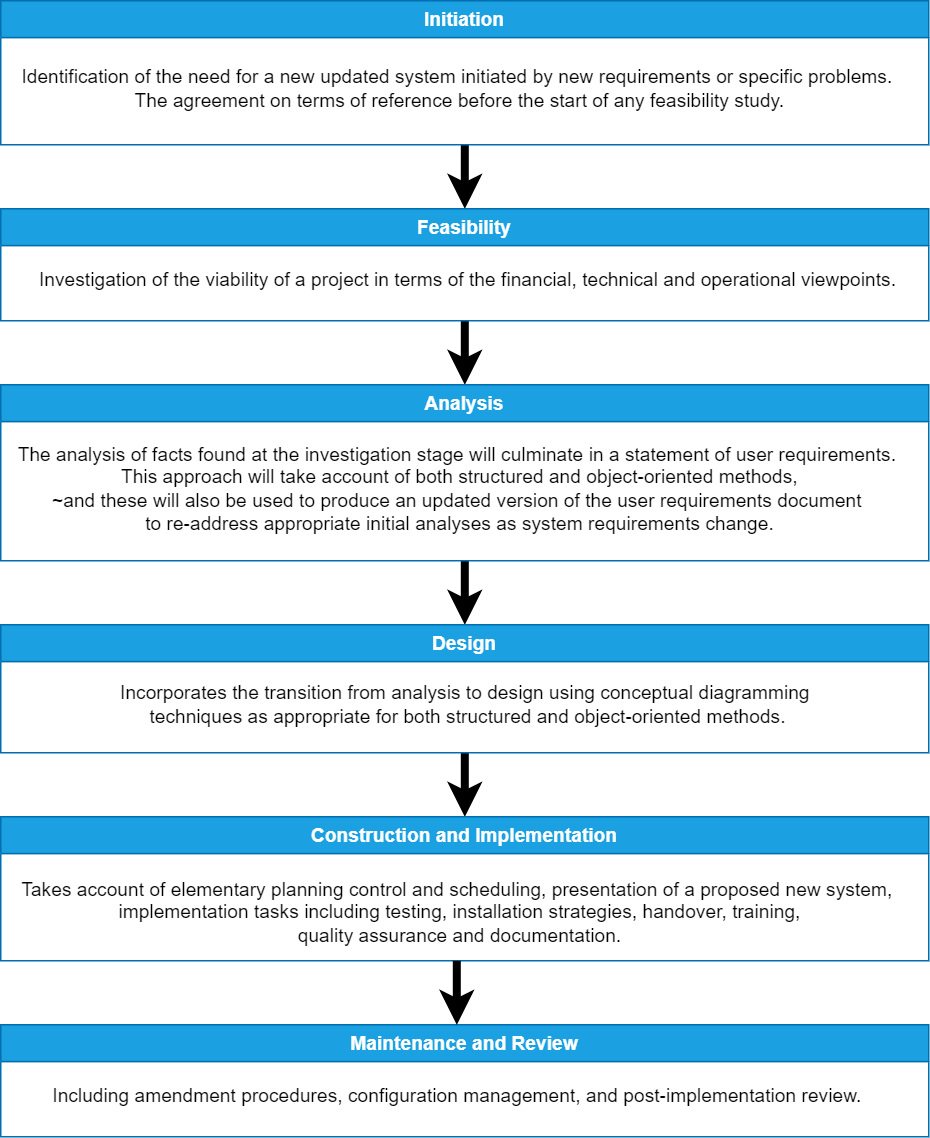 Initiation
Identification of the need for a new updated system initiated by new requirements or specific problems.
The agreement on terms of reference before the start of any feasibility study.
Feasibility
Investigation of the viability of a project in terms of the financial, technical and operational viewpoints.
Analysis
The analysis of facts found at the investigation stage will culminate in a statement of user requirements.
This approach will take account of both structured and object-oriented methods,
~and these will also be used to produce an updated version of the user requirements document
to re-address appropriate initial analyses as system requirements change.
Design
Incorporates the transition from analysis to design using conceptual diagramming
techniques as appropriate for both structured and object-oriented methods.
Construction and Implementation
Takes account of elementary planning control and scheduling, presentation of a proposed new system,
implementation tasks including testing, installation strategies, handover, training,
quality assurance and documentation.
Maintenance and Review
Including amendment procedures, configuration management, and post-implementation review.